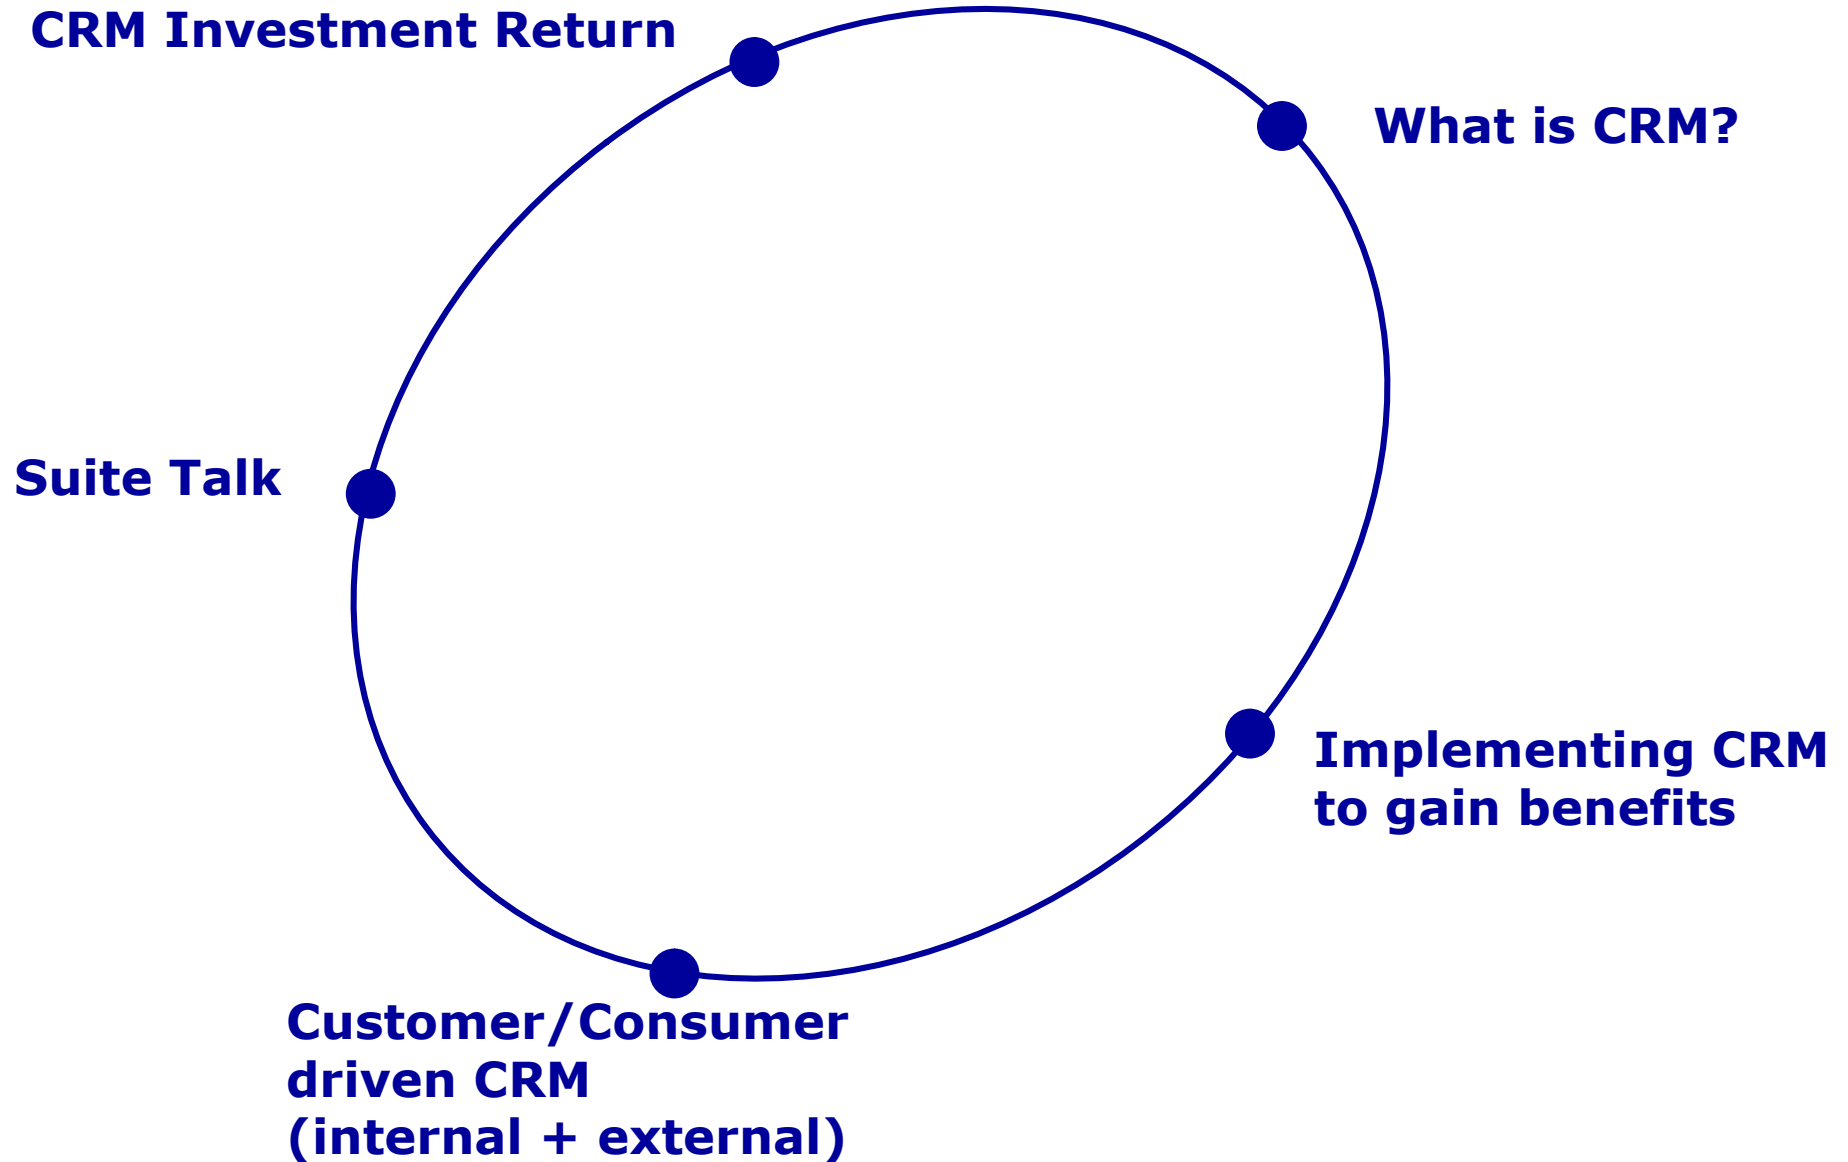 CRM Investment Return
What is CRM?
Suite Talk
Implementing CRM
to gain benefits
Customer/Consumer
driven CRM
(internal + external)